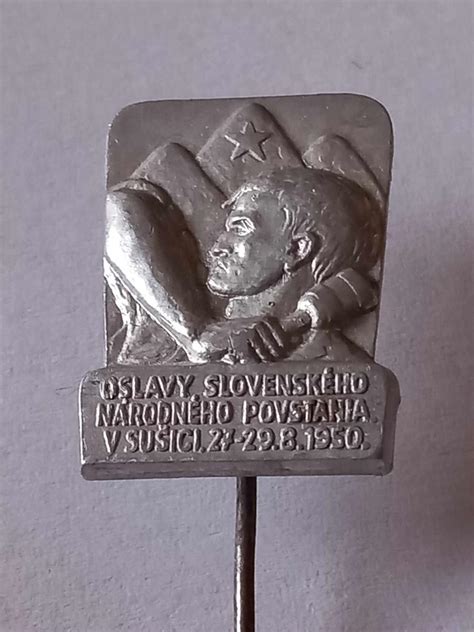 OSLAVY SLOVENSKÉHO
NÁRODNÉHO POVSTANIA
V SUŠICI. 27-29.8.1950.